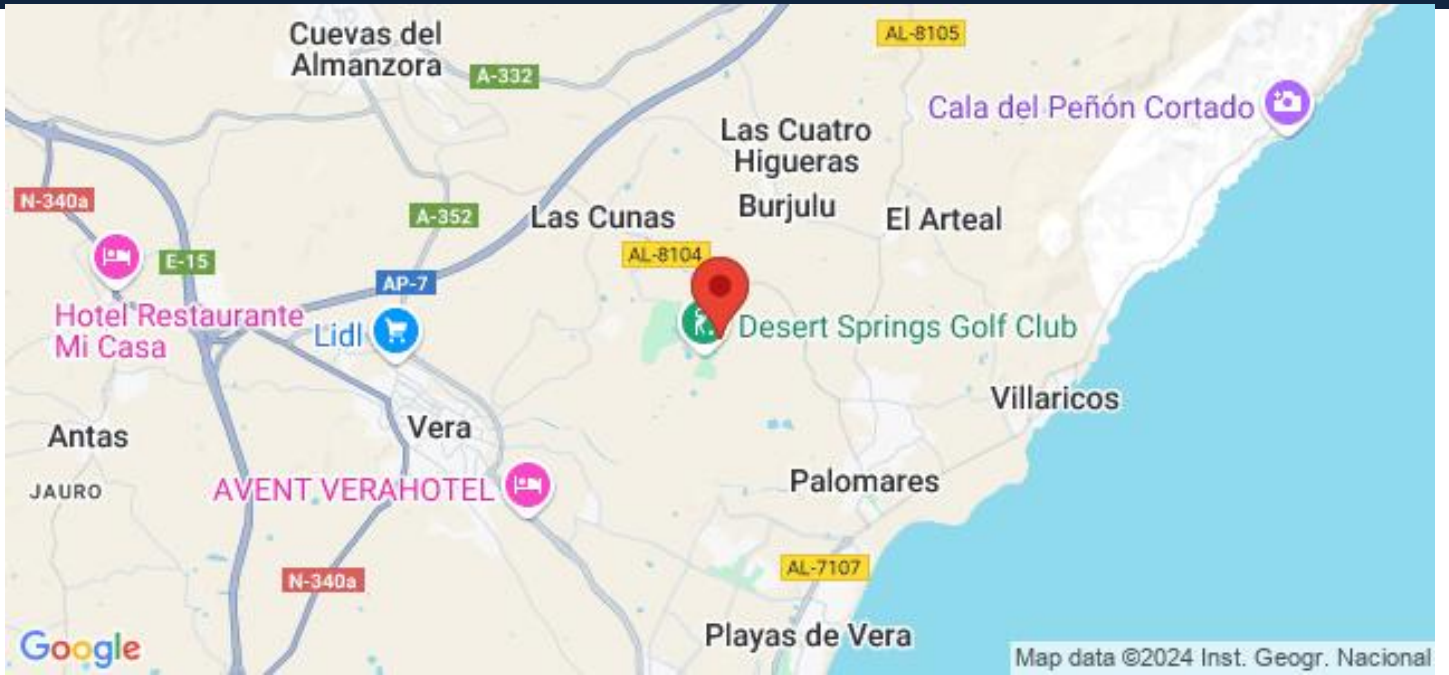 Cuevas del
Almanzora
AL-8105
A-332
Cala del Peñón Cortado
Las Cuatro
Higueras
N-340a
A-352
Las Cunas
Burjulu
El Arteal
AL-8104
E-15
AP-7
Hotel Restaurante
Mi Casa
Lidl
Desert Springs Golf Club
Villaricos
Vera
Antas
JAURO
AVENT VERAHOTEL
Palomares
AL-7107
N-340a
Playas de Vera
Google
Map data ©2024 Inst. Geogr. Nacional